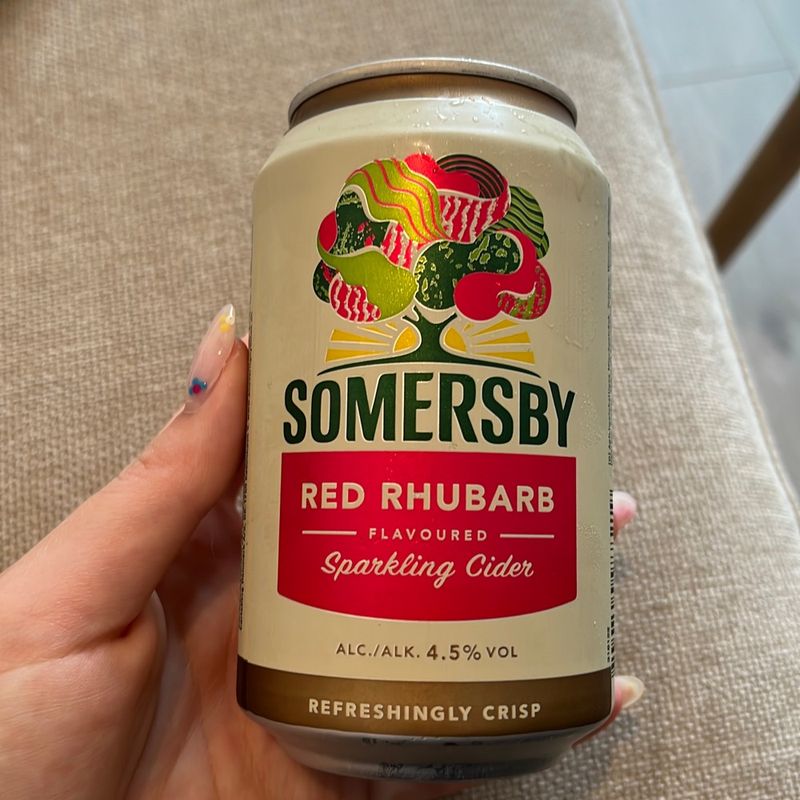 SOMERSBY
RED RHUBARB
FLAVOURED
Sparkling Cider
ALC./ALK. 4.5% VOL
REFRESHINGLY CRISP